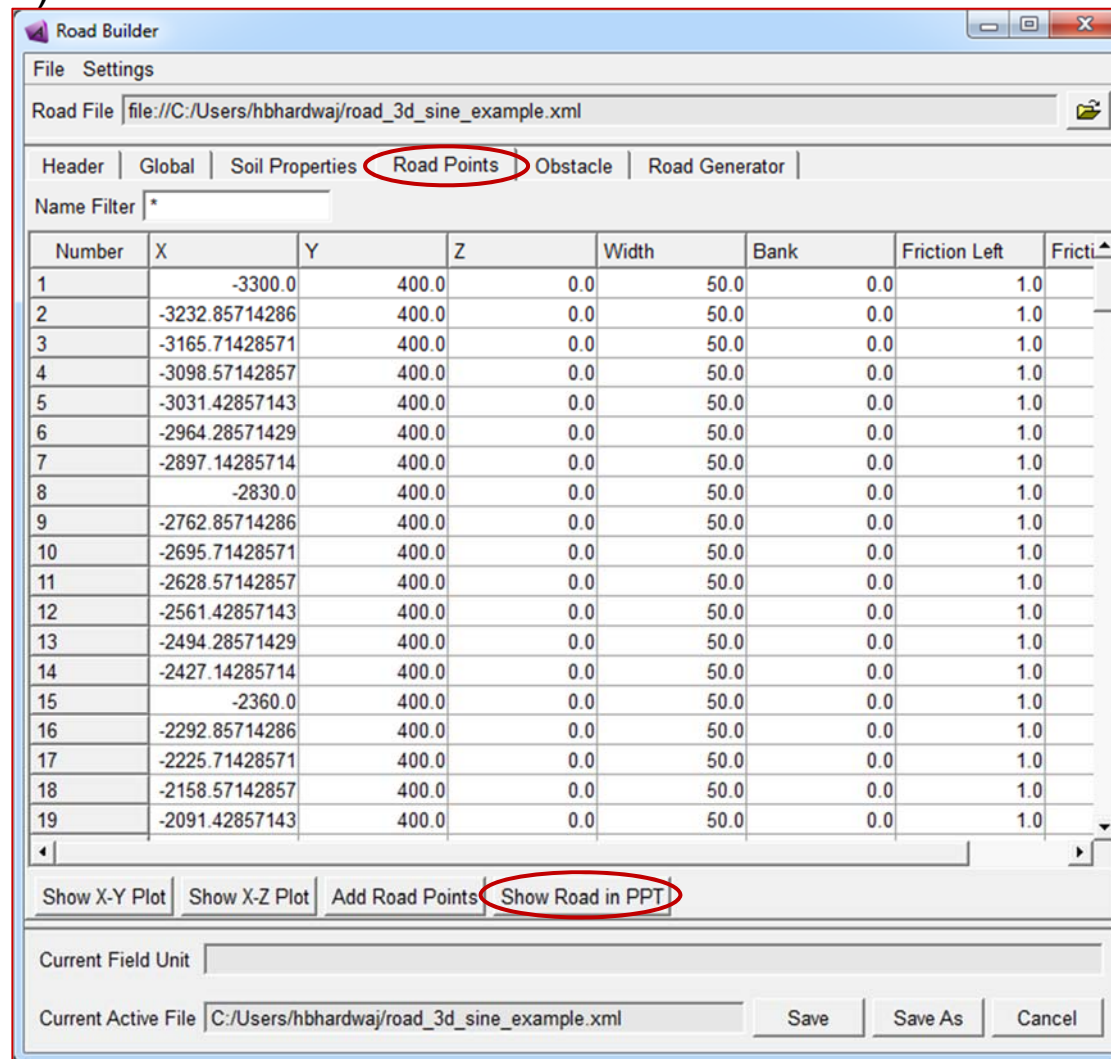 )
Road Builder
File Settings
Road File file://C:/Users/hbhardwaj/road_3d_sine_example.xml
Header Global Soil Properties Road Points Obstacle Road Generator
Name Filter *
Number X Y Z Width Bank Friction Left Fricti
1 -3300.0 400.0 0.0 50.0 0.0 1.0
2 -3232.85714286 400.0 0.0 50.0 0.0 1.0
3 -3165.71428571 400.0 0.0 50.0 0.0 1.0
4 -3098.57142857 400.0 0.0 50.0 0.0 1.0
5 -3031.42857143 400.0 0.0 50.0 0.0 1.0
6 -2964.28571429 400.0 0.0 50.0 0.0 1.0
7 -2897.14285714 400.0 0.0 50.0 0.0 1.0
8 -2830.0 400.0 0.0 50.0 0.0 1.0
9 -2762.85714286 400.0 0.0 50.0 0.0 1.0
10 -2695.71428571 400.0 0.0 50.0 0.0 1.0
11 -2628.57142857 400.0 0.0 50.0 0.0 1.0
12 -2561.42857143 400.0 0.0 50.0 0.0 1.0
13 -2494.28571429 400.0 0.0 50.0 0.0 1.0
14 -2427.14285714 400.0 0.0 50.0 0.0 1.0
15 -2360.0 400.0 0.0 50.0 0.0 1.0
16 -2292.85714286 400.0 0.0 50.0 0.0 1.0
17 -2225.71428571 400.0 0.0 50.0 0.0 1.0
18 -2158.57142857 400.0 0.0 50.0 0.0 1.0
19 -2091.42857143 400.0 0.0 50.0 0.0 1.0
Show X-Y Plot Show X-Z Plot Add Road Points Show Road in PPT
Current Field Unit
Current Active File C:/Users/hbhardwaj/road_3d_sine_example.xml Save Save As Cancel